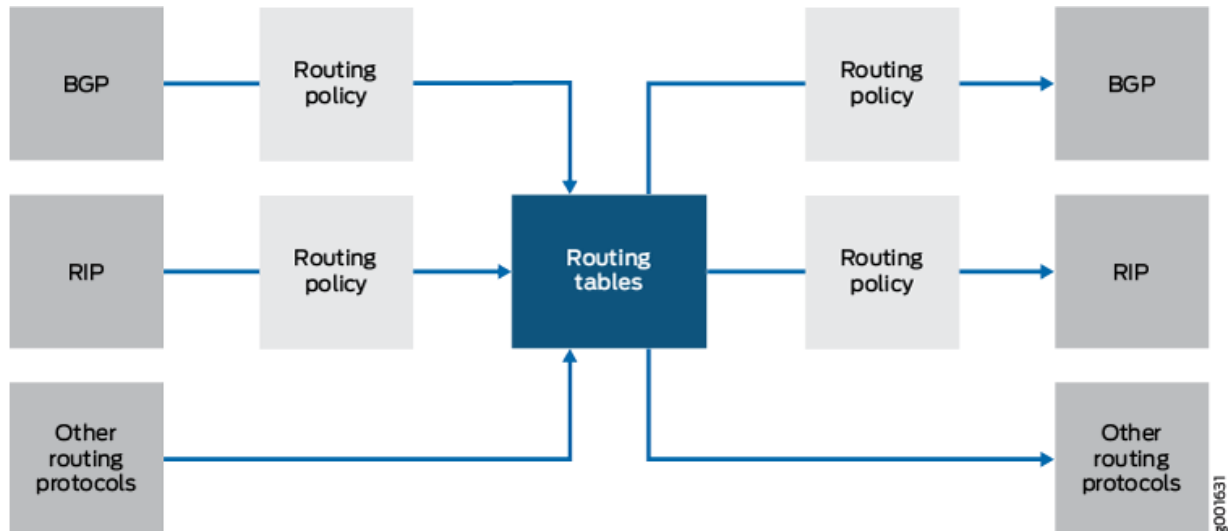 BGP
Routing
policy
Routing
policy
BGP
RIP
Routing
policy
Routing
tables
Routing
policy
RIP
Other
routing
protocols
Other
routing
protocols
g001631